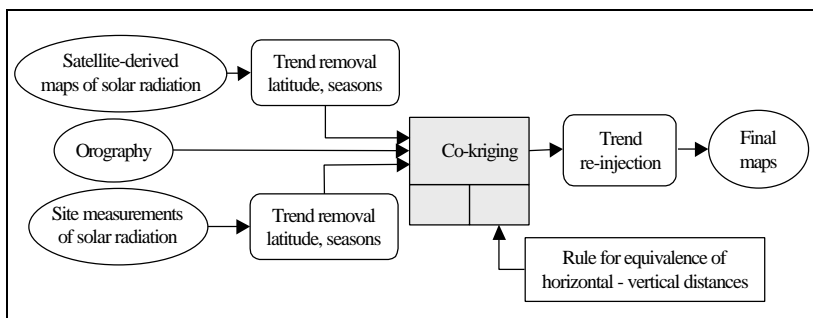 Satellite-derived
maps of solar radiation
Trend removal
latitude, seasons
Orography
Co-kriging
Trend
re-injection
Final
maps
Site measurements
of solar radiation
Trend removal
latitude, seasons
Rule for equivalence of
horizontal - vertical distances